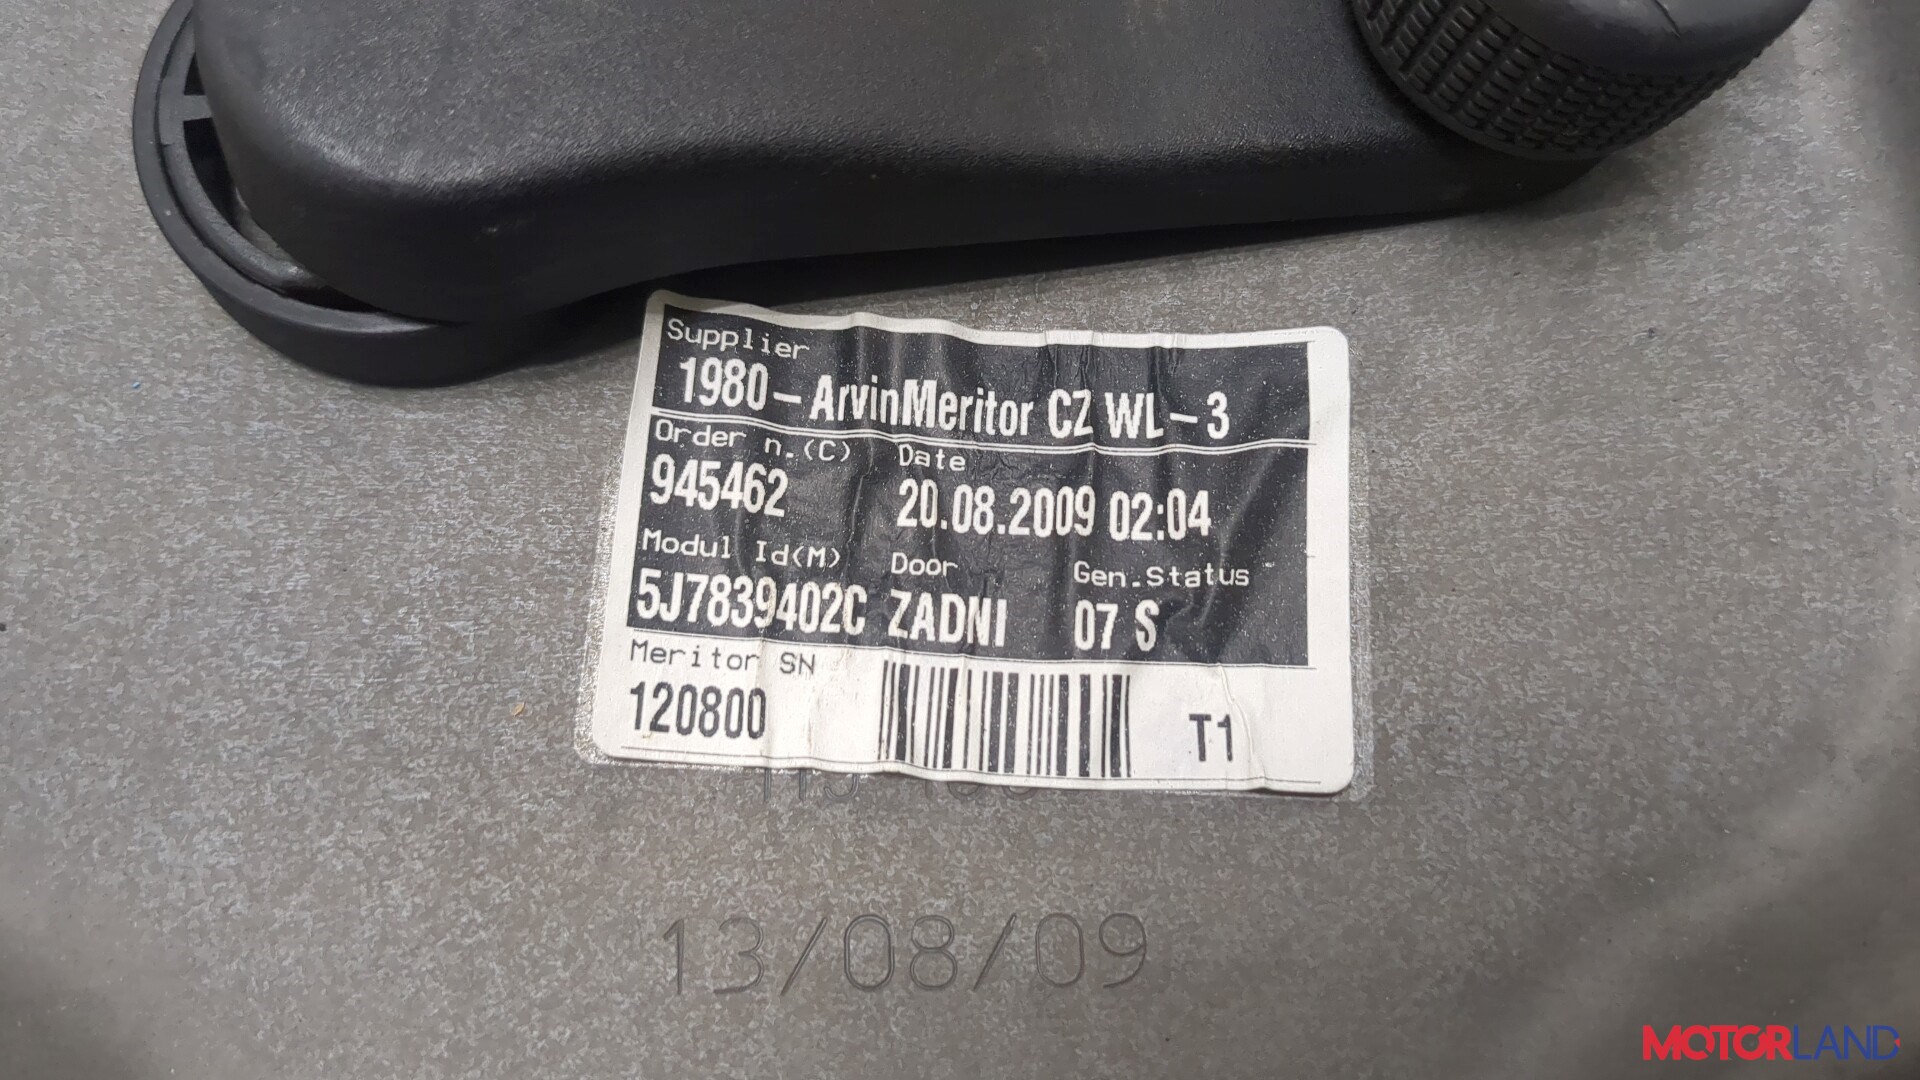 Supplier
1980-ArvinMeritor CZ WL-3
Order n.(C) Date
945462 20.08.2009 02:04
Modul Id(M) Door Gen.Status
5J7839402C ZADNI 07 S
Meritor SN
120800 T1
13/08/09
MOTORLAND